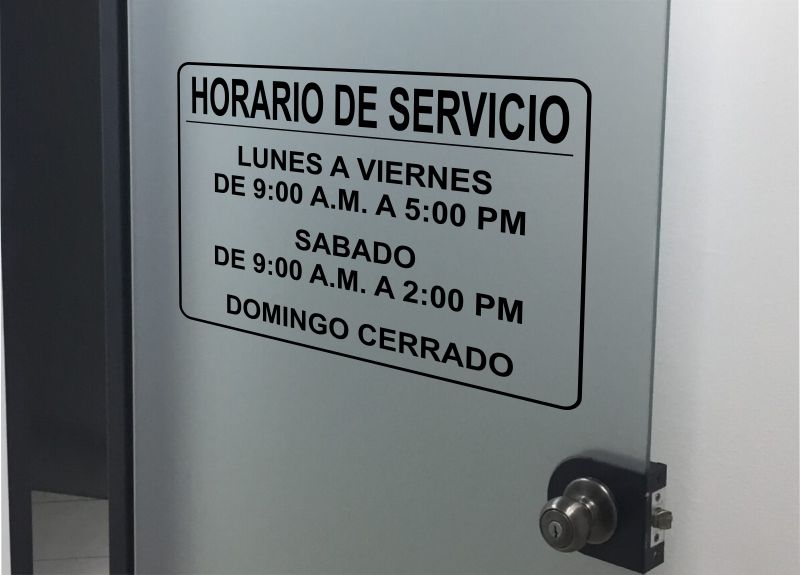 HORARIO DE SERVICIO
LUNES A VIERNES
DE 9:00 A.M. A 5:00 PM
SABADO
DE 9:00 A.M. A 2:00 PM
DOMINGO CERRADO